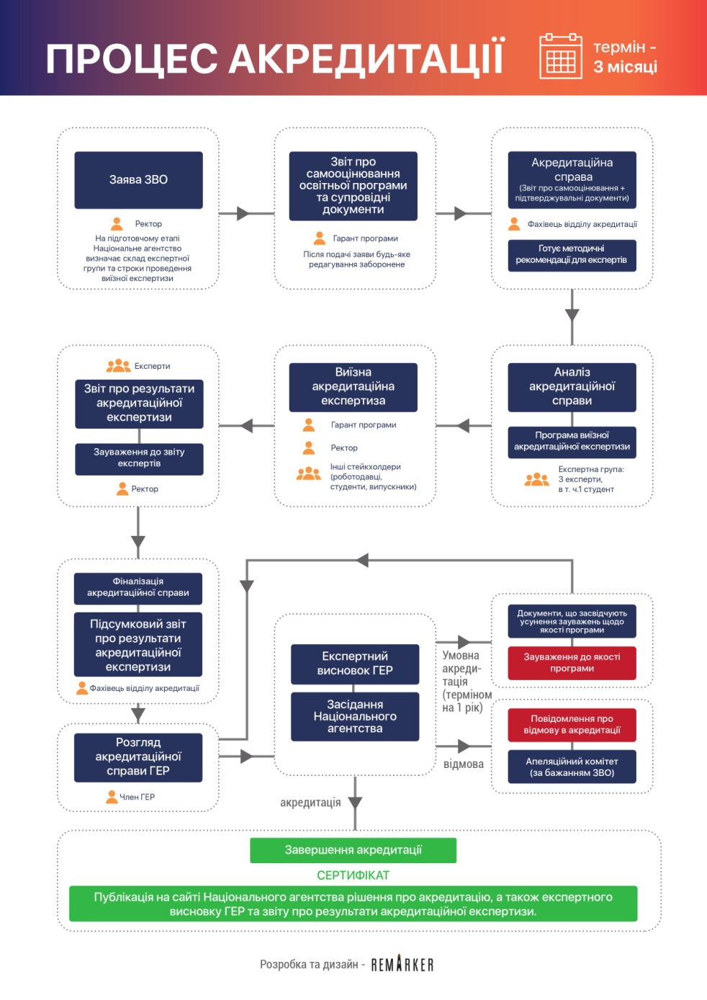 ПРОЦЕС АКРЕДИТАЦІЇ
термін -
3 місяці
Заява ЗВО
Ректор
На підготовчому етапі
Національне агентство
визначає склад експертної
групи та строки проведення
виїзної експертизи
Звіт про
самооцінювання
освітньої програми
та супровідні
документи
Гарант програми
Після подачі заяви будь-яке
редагування заборонене
Акредитаційна
справа
(Звіт про самооцінювання +
підтверджувальні документи)
Фахівець відділу акредитації
Готує методичні
рекомендації для експертів
Експерти
Звіт про результати
акредитаційної
експертизи
Зауваження до звіту
експертів
Ректор
Виїзна
акредитаційна
експертиза
Гарант програми
Ректор
Інші стейкхолдери
(роботодавці,
студенти, випускники)
Аналіз
акредитаційної
справи
Програма виїзної
акредитаційної експертизи
Експертна група:
3 експерти,
в т. ч.1 студент
Фіналізація
акредитаційної справи
Підсумковий звіт
про результати
акредитаційної
експертизи
Фахівець відділу акредитації
Розгляд
акредитаційної
справи ГЕР
Член ГЕР
Експертний
висновок ГЕР
Засідання
Національного
агентства
Умовна
акреди-
тація
(терміном
на 1 рік)
відмова
Документи, що засвідчують
усунення зауважень щодо
якості програми
Зауваження до якості
програми
Повідомлення про
відмову в акредитації
Апеляційний комітет
(за бажанням ЗВО)
акредитація
Завершення акредитації
СЕРТИФІКАТ
Публікація на сайті Національного агентства рішення про акредитацію, а також експертного
висновку ГЕР та звіту про результати акредитаційної експертизи.
Розробка та дизайн - REMARKER